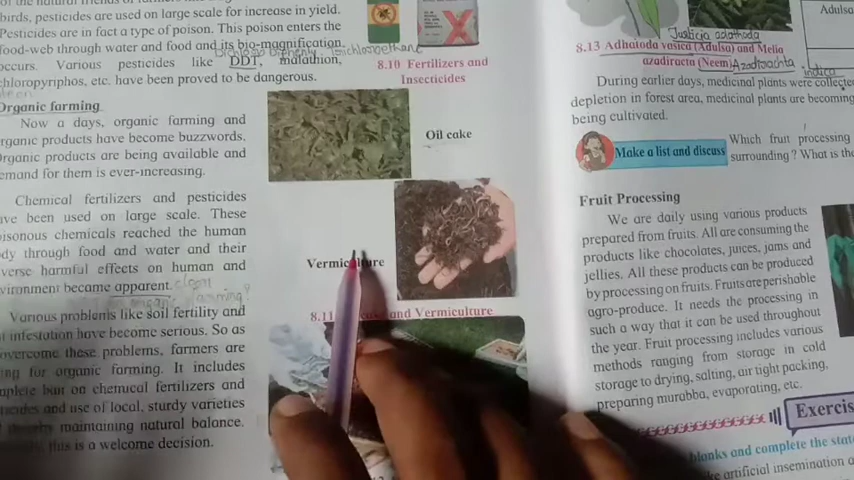 birds, pesticides are used on large scale for increase in yield.
Pesticides are in fact a type of poison. This poison enters the
food-web through water and food and its bio-magnification
occurs. Various pesticides like DDT, malathion,
chloropyriphos, etc. have been proved to be dangerous.
Organic farming
Now a days, organic farming and
organic products have become buzzwords.
Organic products are being available and
demand for them is ever-increasing.
Chemical fertilizers and pesticides
have been used on large scale. These
poisonous chemicals reached the human
body through food and water and their
adverse harmful effects on human and
environment became apparent.
Various problems like soil fertility and
infestation have become serious. So as
overcome these problems, farmers are
for organic farming. It includes
but on chemical fertilizers and
and use of local, sturdy varieties
maintaining natural balance.
this is a welcome decision.
8.10 Fertilizers and
Insecticides
Oil cake
Vermiculture
8.11 and Vermiculture
Justicia adathoda
8.13 Adhatoda vasica (Adulsa) and Melia
azadiracta (Neem) Azadirachta
indica
Adulsa
During earlier days, medicinal plants were collected
depletion in forest area, medicinal plants are becoming
being cultivated.
Make a list and discuss
Which fruit processing
surrounding ? What is the
Fruit Processing
We are daily using various products
prepared from fruits. All are consuming the
products like chocolates, juices, jams and
jellies. All these products can be produced
by processing on fruits. Fruits are perishable
agro-produce. It needs the processing in
such a way that it can be used throughout
the year. Fruit processing includes various
methods ranging from storage in cold
storage to drying, salting, air tight packing,
preparing murabba, evaporating, etc.
Exercis
blanks and complete the state
like artificial insemination a